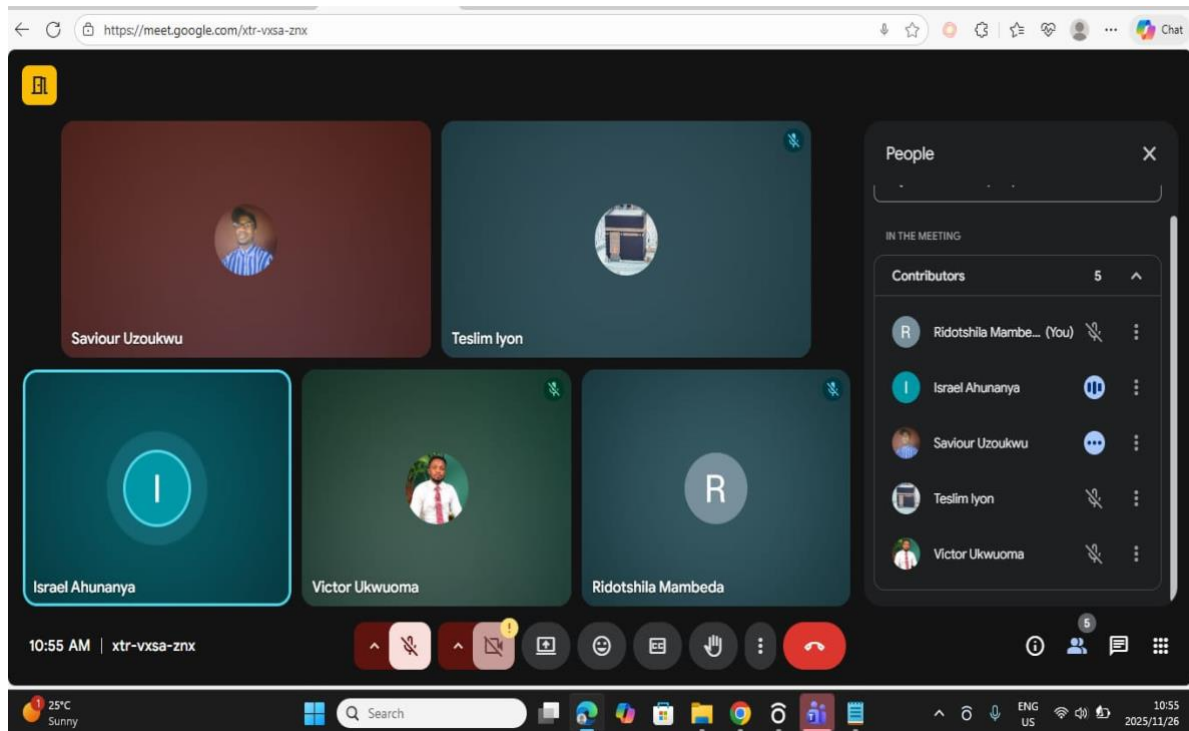 https://meet.google.com/xtr-vxsa-znx
Chat
Saviour Uzoukwu
Teslim Iyon
Israel Ahunanya
I
Victor Ukwuoma
Ridotshila Mambeda
R
People
IN THE MEETING
Contributors 5
R Ridotshila Mambe... (You)
I Israel Ahunanya
Saviour Uzoukwu
Teslim Iyon
Victor Ukwuoma
10:55 AM | xtr-vxsa-znx
!
CC
5
1
25°C
Sunny
Search
ENG
US
10:55
2025/11/26